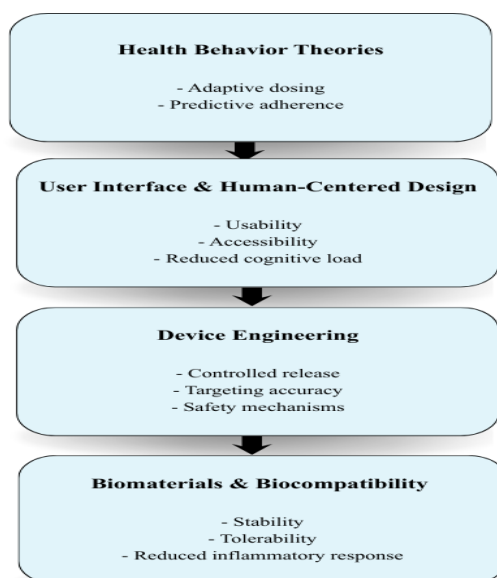 Health Behavior Theories
- Adaptive dosing
- Predictive adherence
User Interface & Human-Centered Design
- Usability
- Accessibility
- Reduced cognitive load
Device Engineering
- Controlled release
- Targeting accuracy
- Safety mechanisms
Biomaterials & Biocompatibility
- Stability
- Tolerability
- Reduced inflammatory response